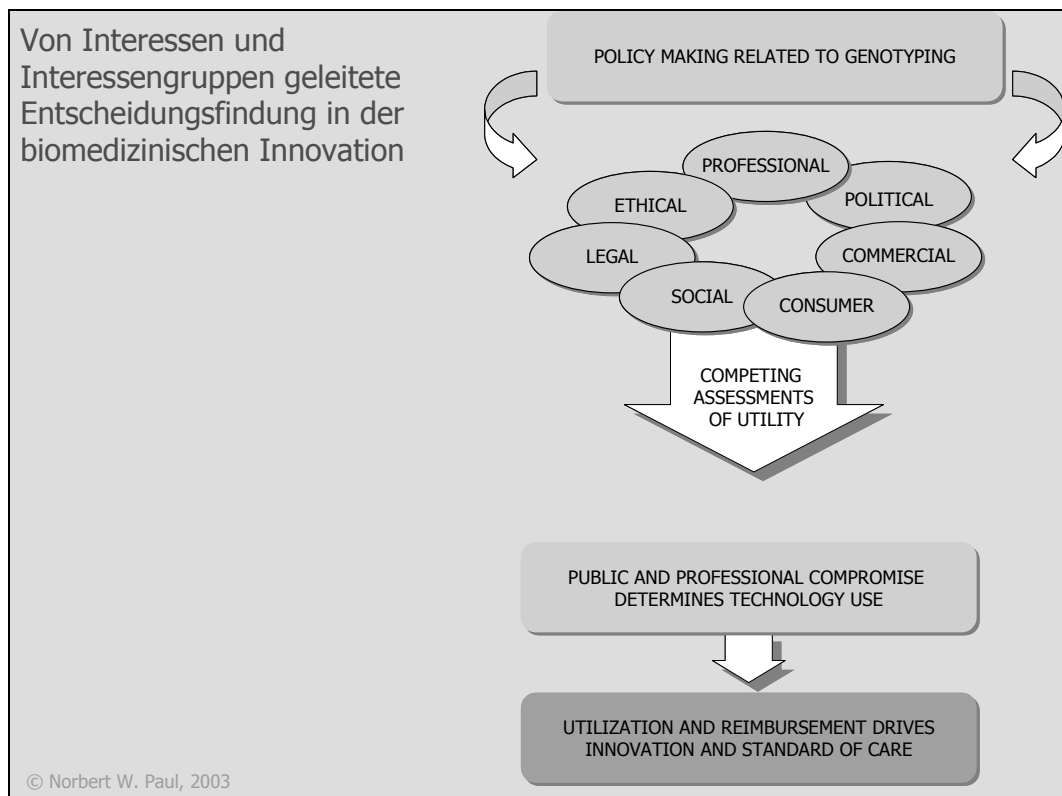 Von Interessen und
Interessengruppen geleitete
Entscheidungsfindung in der
biomedizinischen Innovation
POLICY MAKING RELATED TO GENOTYPING
PROFESSIONAL
ETHICAL
POLITICAL
LEGAL
COMMERCIAL
SOCIAL
CONSUMER
COMPETING
ASSESSMENTS
OF UTILITY
PUBLIC AND PROFESSIONAL COMPROMISE
DETERMINES TECHNOLOGY USE
UTILIZATION AND REIMBURSEMENT DRIVES
INNOVATION AND STANDARD OF CARE
© Norbert W. Paul, 2003